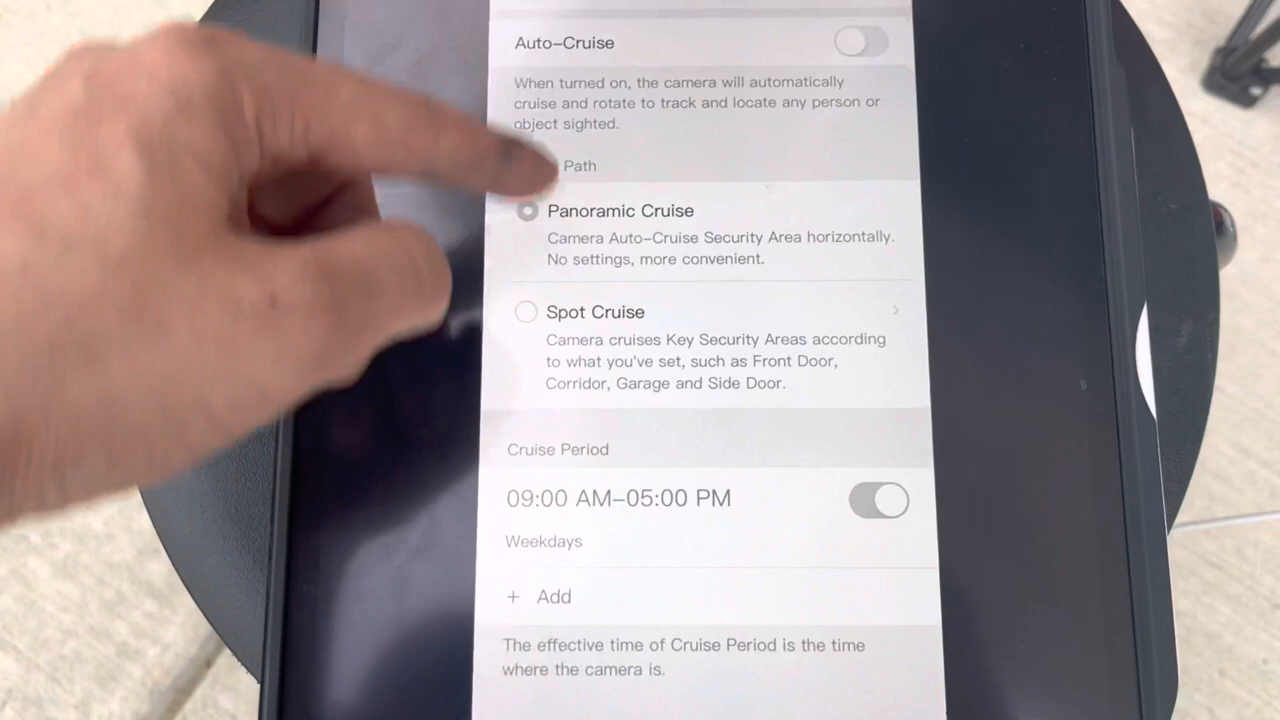 Auto-Cruise
When turned on, the camera will automatically
cruise and rotate to track and locate any person or
object sighted.
Path
Panoramic Cruise
Camera Auto-Cruise Security Area horizontally.
No settings, more convenient.
Spot Cruise
Camera cruises Key Security Areas according
to what you've set, such as Front Door,
Corridor, Garage and Side Door.
Cruise Period
09:00 AM-05:00 PM
Weekdays
+ Add
The effective time of Cruise Period is the time
where the camera is.